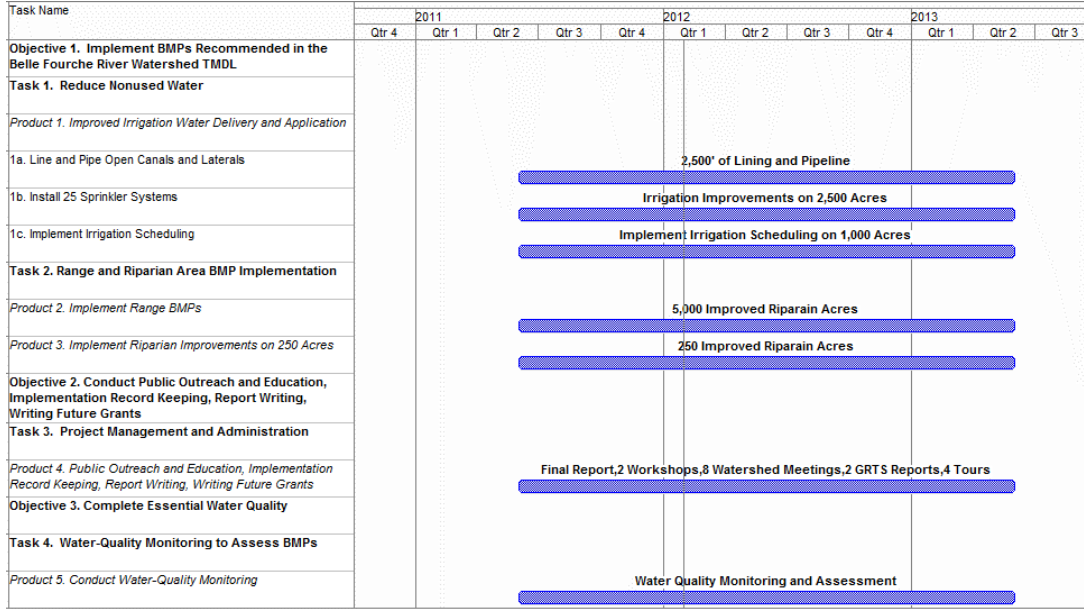 Task Name
2011 2012 2013
Qtr 4 Qtr 1 Qtr 2 Qtr 3 Qtr 4 Qtr 1 Qtr 2 Qtr 3 Qtr 4 Qtr 1 Qtr 2 Qtr 3
Objective 1. Implement BMPs Recommended in the
Belle Fourche River Watershed TMDL
Task 1. Reduce Nonused Water
Product 1. Improved Irrigation Water Delivery and Application
1a. Line and Pipe Open Canals and Laterals
2,500' of Lining and Pipeline
1b. Install 25 Sprinkler Systems
Irrigation Improvements on 2,500 Acres
1c. Implement Irrigation Scheduling
Implement Irrigation Scheduling on 1,000 Acres
Task 2. Range and Riparian Area BMP Implementation
Product 2. Implement Range BMPs
5,000 Improved Riparain Acres
Product 3. Implement Riparian Improvements on 250 Acres
250 Improved Riparain Acres
Objective 2. Conduct Public Outreach and Education,
Implementation Record Keeping, Report Writing,
Writing Future Grants
Task 3. Project Management and Administration
Product 4. Public Outreach and Education, Implementation
Record Keeping, Report Writing, Writing Future Grants
Final Report,2 Workshops,8 Watershed Meetings,2 GRTS Reports,4 Tours
Objective 3. Complete Essential Water Quality
Task 4. Water-Quality Monitoring to Assess BMPs
Product 5. Conduct Water-Quality Monitoring
Water Quality Monitoring and Assessment